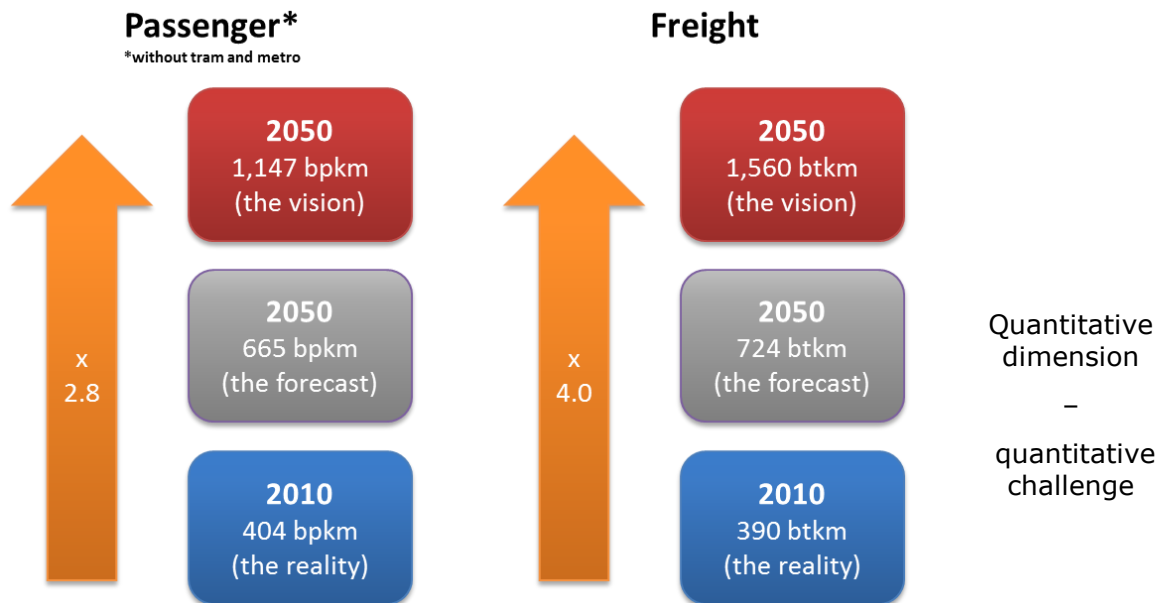 Passenger*
*without tram and metro
2050
1,147 bpkm
(the vision)
2050
665 bpkm
(the forecast)
2010
404 bpkm
(the reality)
x
2.8
Freight
2050
1,560 btkm
(the vision)
2050
724 btkm
(the forecast)
2010
390 btkm
(the reality)
x
4.0
Quantitative
dimension
–
quantitative
challenge